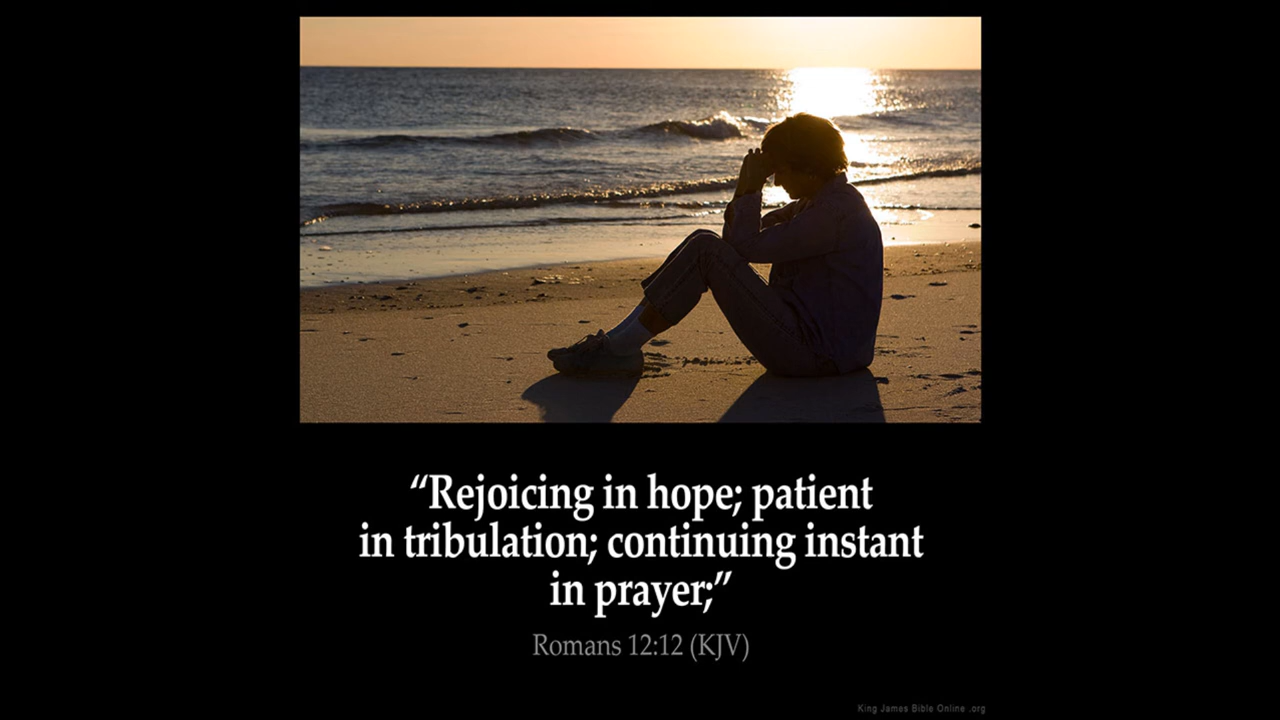 “Rejoicing in hope; patient
in tribulation; continuing instant
in prayer;”
Romans 12:12 (KJV)
King James Bible Online .org